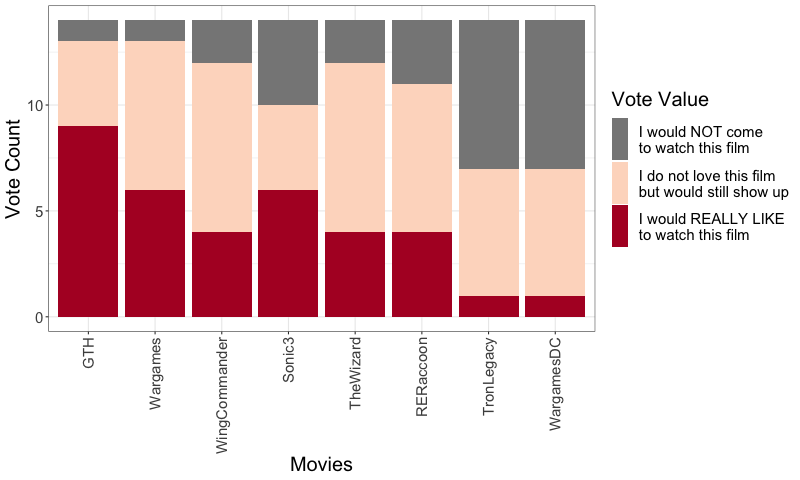 Vote Count
10
5
0
GTH
Wargames
WingCommander
Sonic3
TheWizard
RERaccoon
TronLegacy
WargamesDC
Movies
Vote Value
I would NOT come
to watch this film
I do not love this film
but would still show up
I would REALLY LIKE
to watch this film